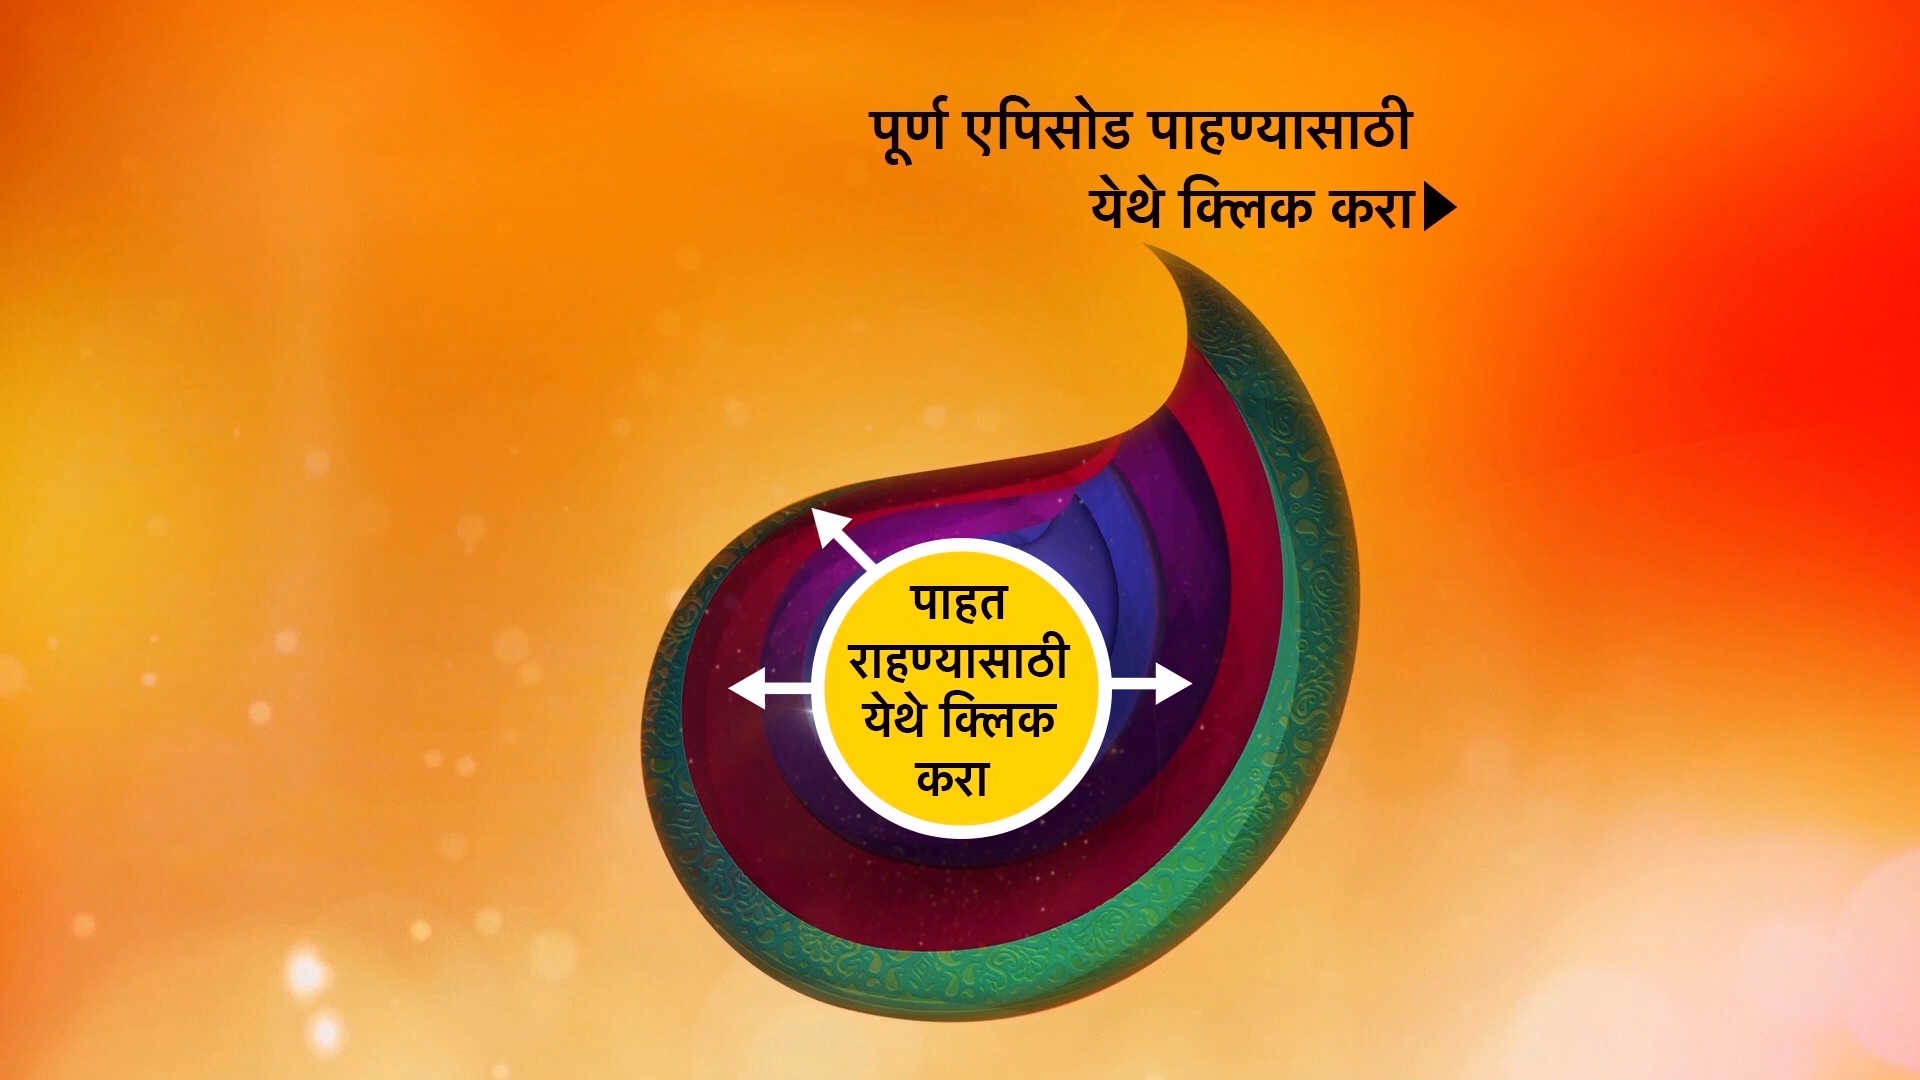 पूर्ण एपिसोड पाहण्यासाठी
येथे क्लिक करा
पाहत
राहण्यासाठी
येथे क्लिक
करा